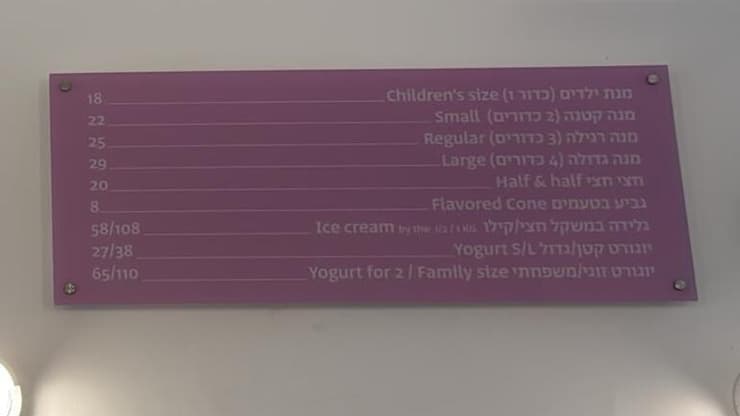 מנת ילדים (כדור 1) Children's size 18
מנה קטנה (2 כדורים) Small 22
מנה רגילה (3 כדורים) Regular 25
מנה גדולה (4 כדורים) Large 29
חצי חצי Half & half 20
גביע בטעמים Flavored Cone 8
גלידה במשקל חצי/קילו Ice cream by the 1/2 / 1 KG 58/108
יוגורט קטן/גדול Yogurt S/L 27/38
יוגורט זוגי/משפחתי Yogurt for 2 / Family size 65/110